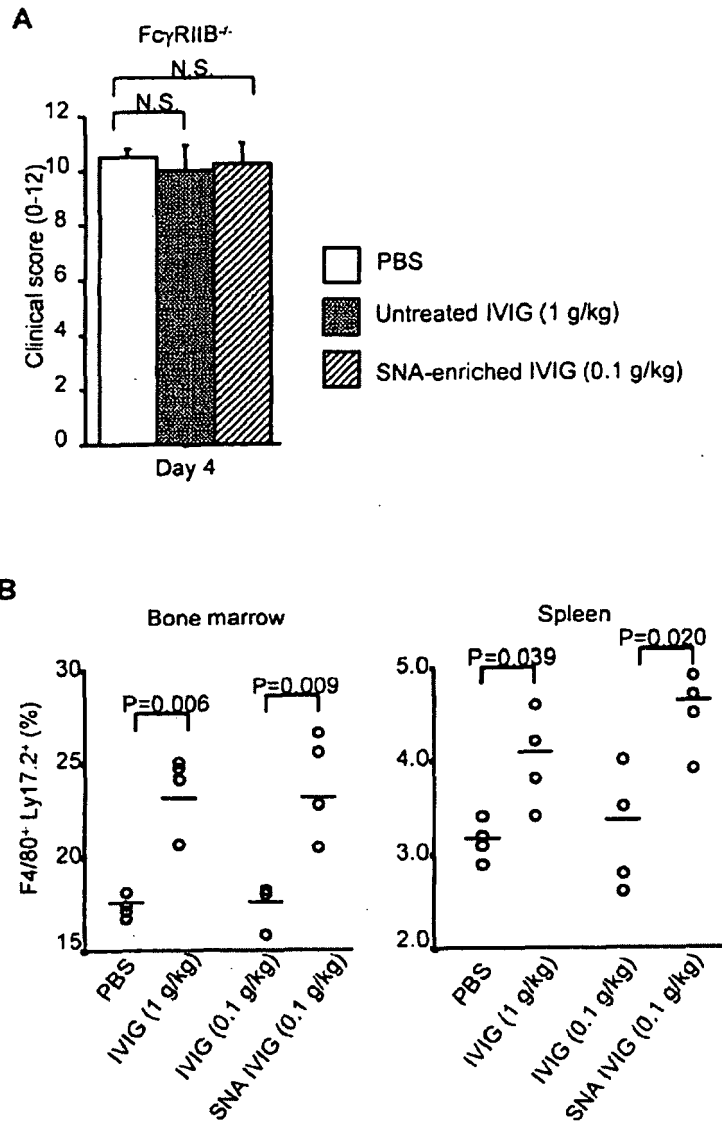 A
FcγRIIB-/-
N.S.
N.S.
12
10
8
6
4
2
0
Clinical score (0-12)
Day 4
PBS
Untreated IVIG (1 g/kg)
SNA-enriched IVIG (0.1 g/kg)
B
Bone marrow
30
25
20
15
F4/80+ Ly17.2+ (%)
P=0.006
P=0.009
PBS
IVIG (1 g/kg)
IVIG (0.1 g/kg)
SNA IVIG (0.1 g/kg)
Spleen
5.0
4.0
3.0
2.0
P=0.039
P=0.020
PBS
IVIG (1 g/kg)
IVIG (0.1 g/kg)
SNA IVIG (0.1 g/kg)